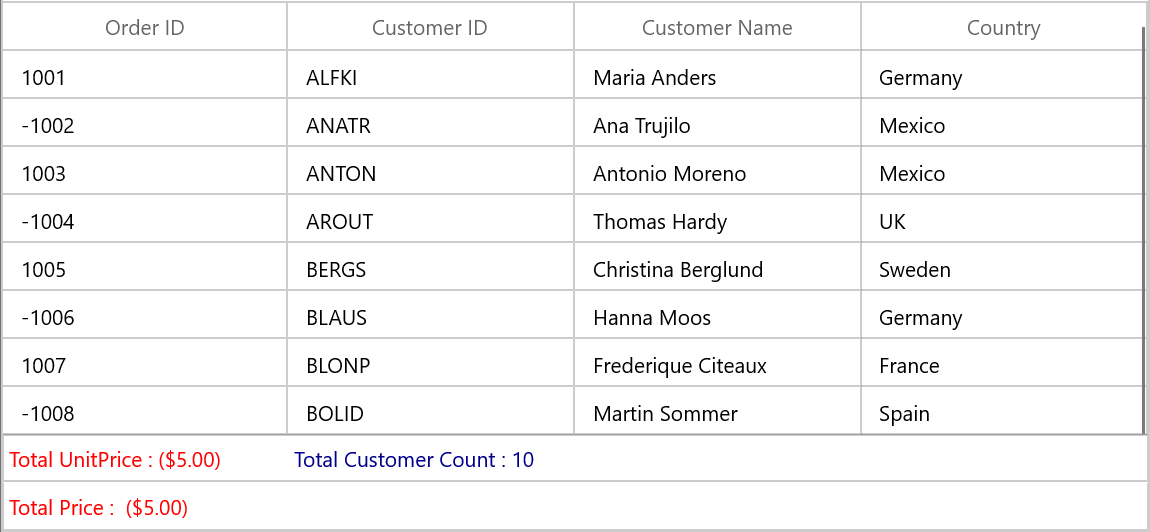 Order ID Customer ID Customer Name Country
1001 ALFKI Maria Anders Germany
-1002 ANATR Ana Trujilo Mexico
1003 ANTON Antonio Moreno Mexico
-1004 AROUT Thomas Hardy UK
1005 BERGS Christina Berglund Sweden
-1006 BLAUS Hanna Moos Germany
1007 BLONP Frederique Citeaux France
-1008 BOLID Martin Sommer Spain
Total UnitPrice : ($5.00) Total Customer Count : 10
Total Price : ($5.00)